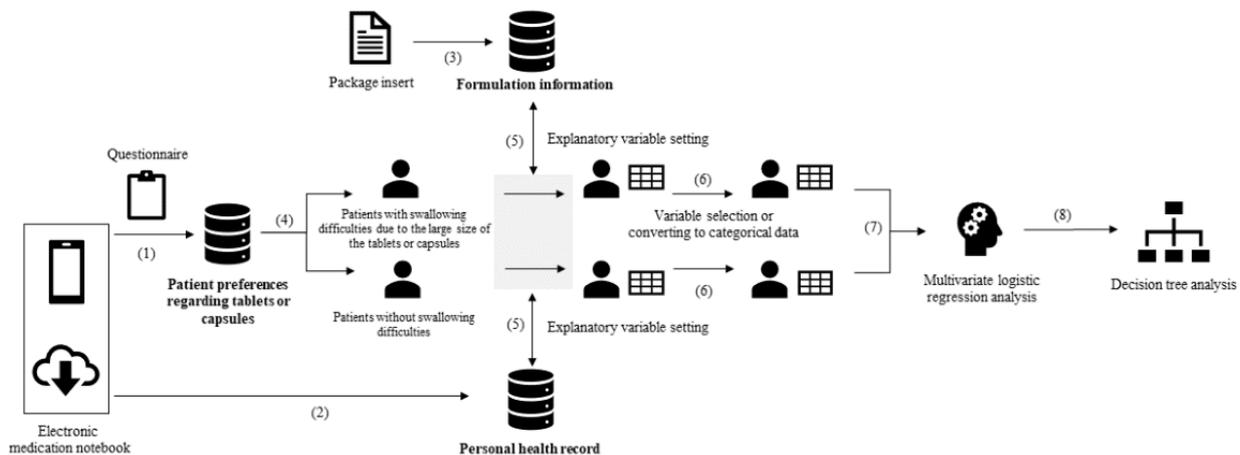 Package insert
(3)
Formulation information
(5)
Explanatory variable setting
Questionnaire
(1)
Patient preferences
regarding tablets or
capsules
(4)
Patients with swallowing
difficulties due to the large size of
the tablets or capsules
Patients without swallowing
difficulties
(6)
Variable selection or
converting to categorical data
(6)
(7)
Multivariate logistic
regression analysis
(8)
Decision tree analysis
(5)
Explanatory variable setting
(2)
Personal health record
Electronic
medication notebook